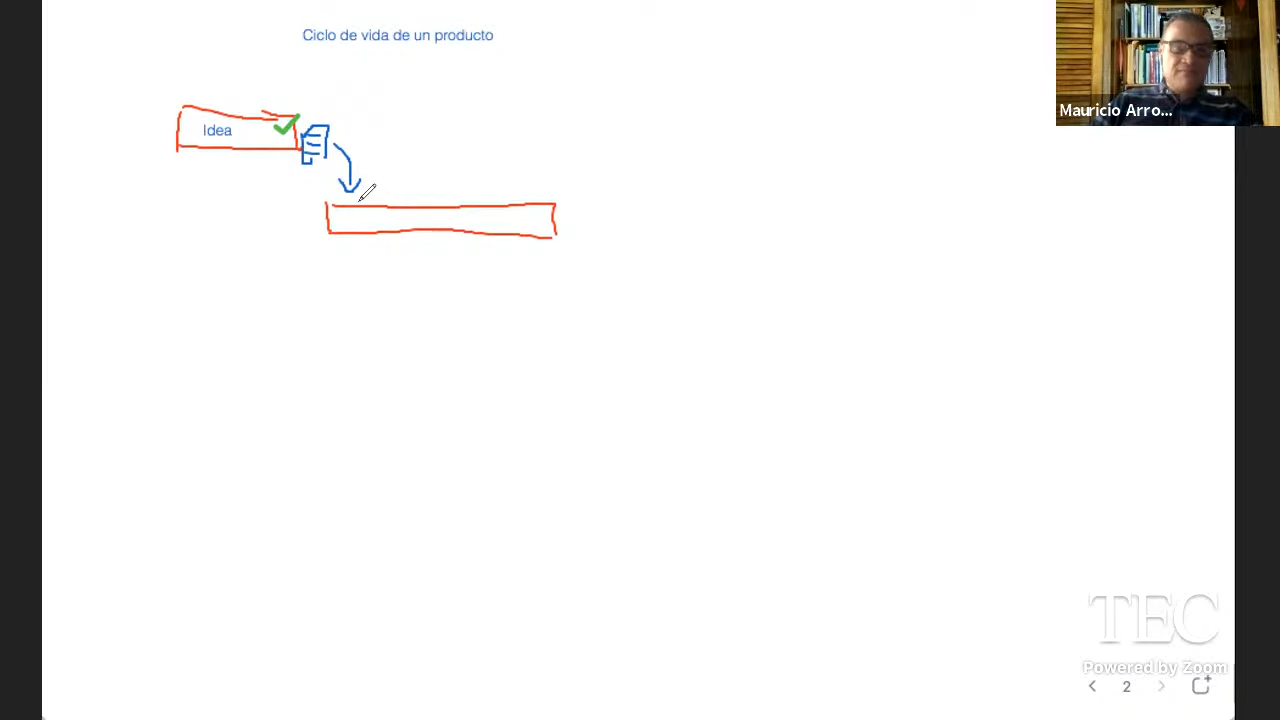 Ciclo de vida de un producto
Mauricio Arro...
Idea
TEC
Powered by Zoom
2